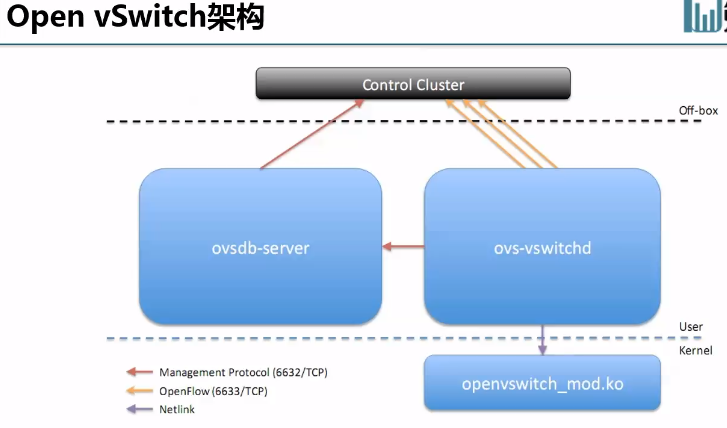 Open vSwitch架构
Control Cluster
Off-box
ovsdb-server
ovs-vswitchd
User
Kernel
Management Protocol (6632/TCP)
OpenFlow (6633/TCP)
Netlink
openvswitch_mod.ko